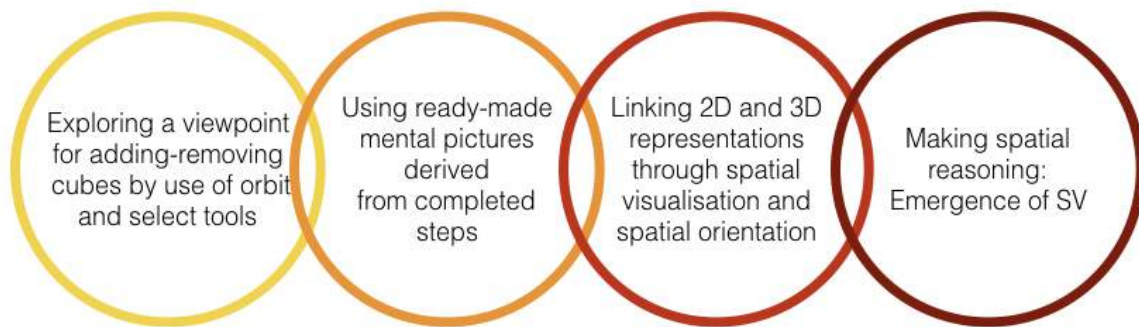 Exploring a viewpoint
for adding-removing
cubes by use of orbit
and select tools
Using ready-made
mental pictures
derived
from completed
steps
Linking 2D and 3D
representations
through spatial
visualisation and
spatial orientation
Making spatial
reasoning:
Emergence of SV